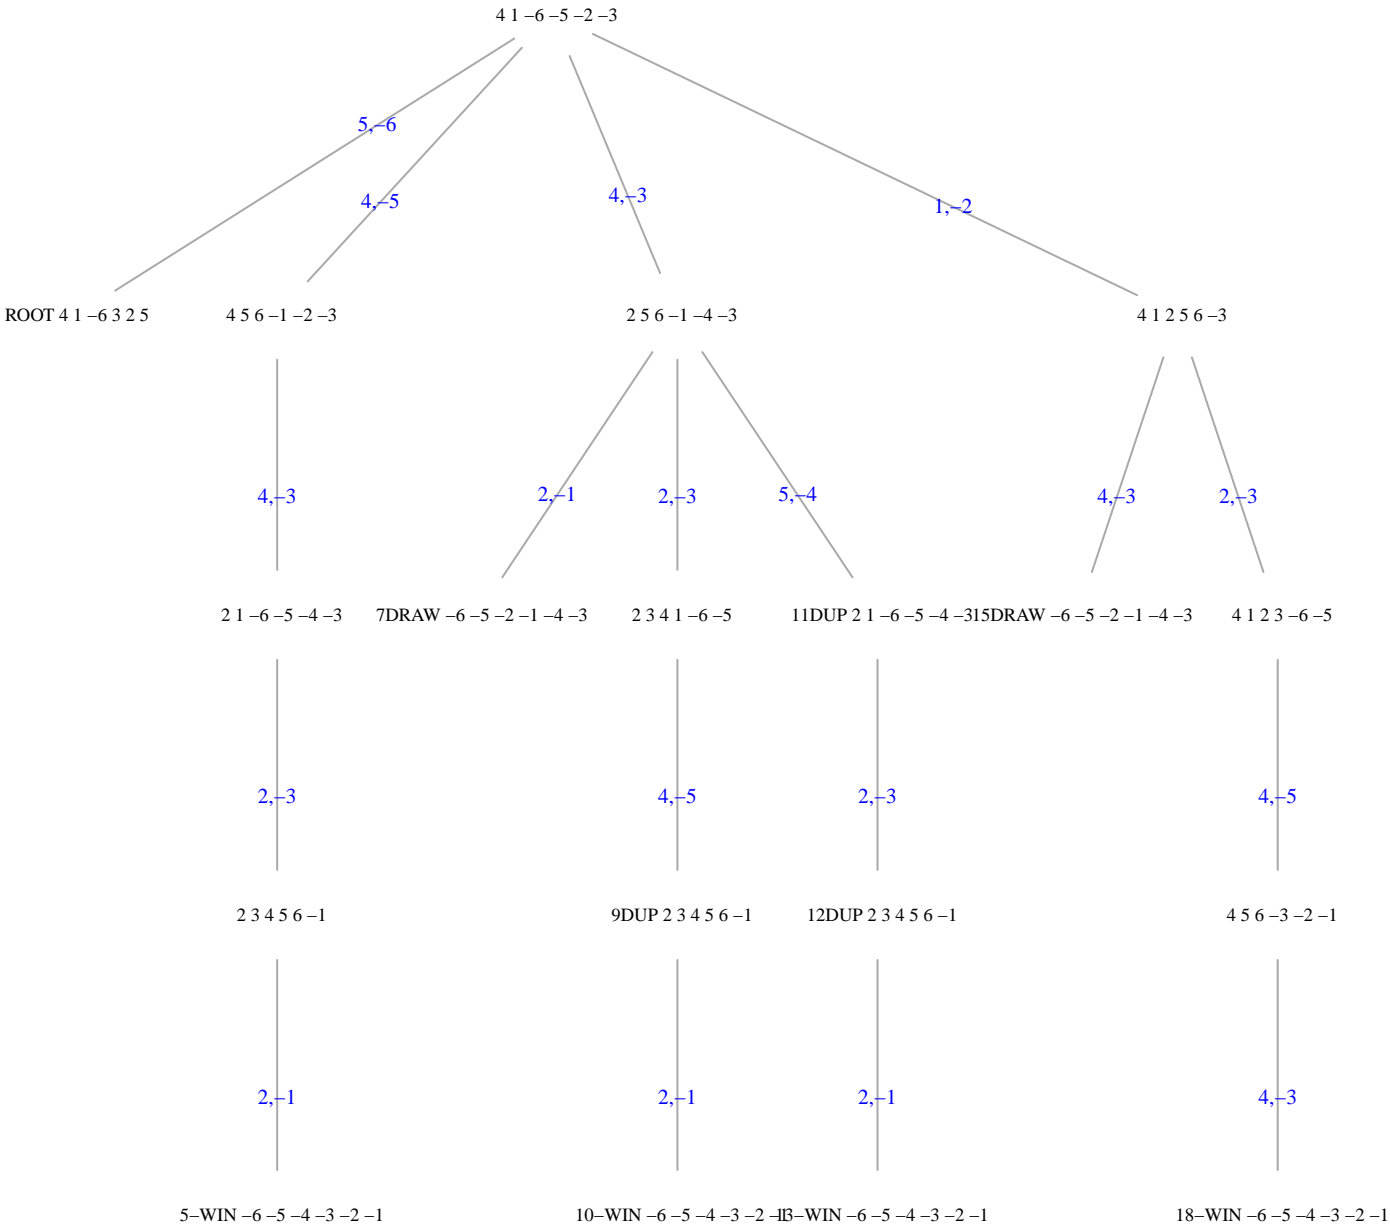 4 1 –6 –5 –2 –3
5,–6
4,–5
4,–3
1,–2
ROOT 4 1 –6 3 2 5
4 5 6 –1 –2 –3
2 5 6 –1 –4 –3
4 1 2 5 6 –3
4,–3
2,–1
2,–3
5,–4
4,–3
2,–3
2 1 –6 –5 –4 –3
7DRAW –6 –5 –2 –1 –4 –3
2 3 4 1 –6 –5
11DUP 2 1 –6 –5 –4 –3
15DRAW –6 –5 –2 –1 –4 –3
4 1 2 3 –6 –5
2,–3
4,–5
2,–3
4,–5
2 3 4 5 6 –1
9DUP 2 3 4 5 6 –1
12DUP 2 3 4 5 6 –1
4 5 6 –3 –2 –1
2,–1
2,–1
2,–1
4,–3
5–WIN –6 –5 –4 –3 –2 –1
10–WIN –6 –5 –4 –3 –2 –1
13–WIN –6 –5 –4 –3 –2 –1
18–WIN –6 –5 –4 –3 –2 –1